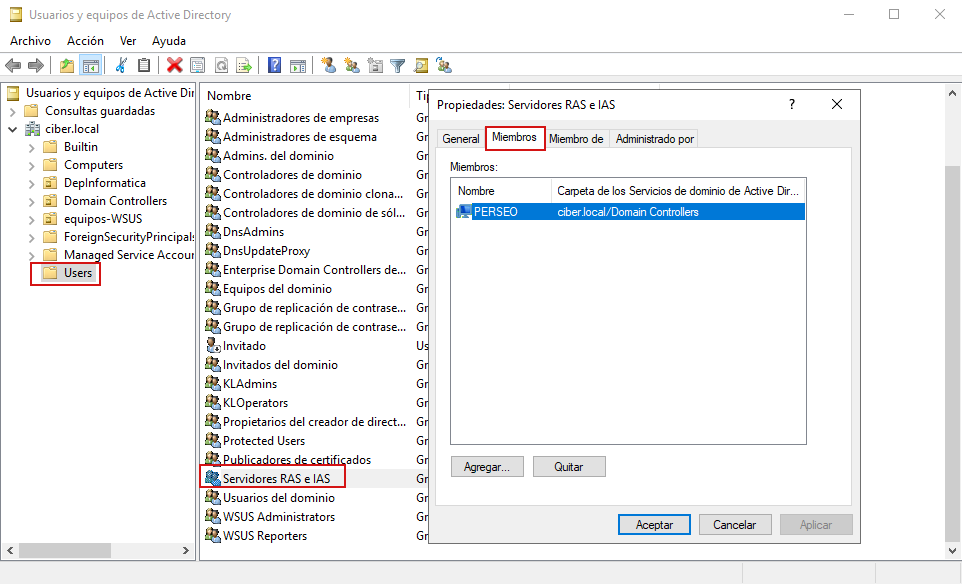 Usuarios y equipos de Active Directory
Archivo Acción Ver Ayuda
Usuarios y equipos de Active Dir
Consultas guardadas
ciber.local
Builtin
Computers
DepInformatica
Domain Controllers
equipos-WSUS
ForeignSecurityPrincipals
Managed Service Accour
Users
Nombre
Administradores de empresas
Administradores de esquema
Admins. del dominio
Controladores de dominio
Controladores de dominio clona...
Controladores de dominio de sól...
DnsAdmins
DnsUpdateProxy
Enterprise Domain Controllers de...
Equipos del dominio
Grupo de replicación de contrase...
Grupo de replicación de contrase...
Invitado
Invitados del dominio
KLAdmins
KLOperators
Propietarios del creador de direct...
Protected Users
Publicadores de certificados
Servidores RAS e IAS
Usuarios del dominio
WSUS Administrators
WSUS Reporters
Tip
Gr
Gr
Gr
Gr
Gr
Gr
Gr
Gr
Gr
Gr
Gr
Gr
Us
Gr
Gr
Gr
Gr
Gr
Gr
Gr
Gr
Gr
Gr
Propiedades: Servidores RAS e IAS ?
General Miembros Miembro de Administrado por
Miembros:
Nombre Carpeta de los Servicios de dominio de Active Dir...
PERSEO ciber.local/Domain Controllers
Agregar... Quitar
Aceptar Cancelar Aplicar